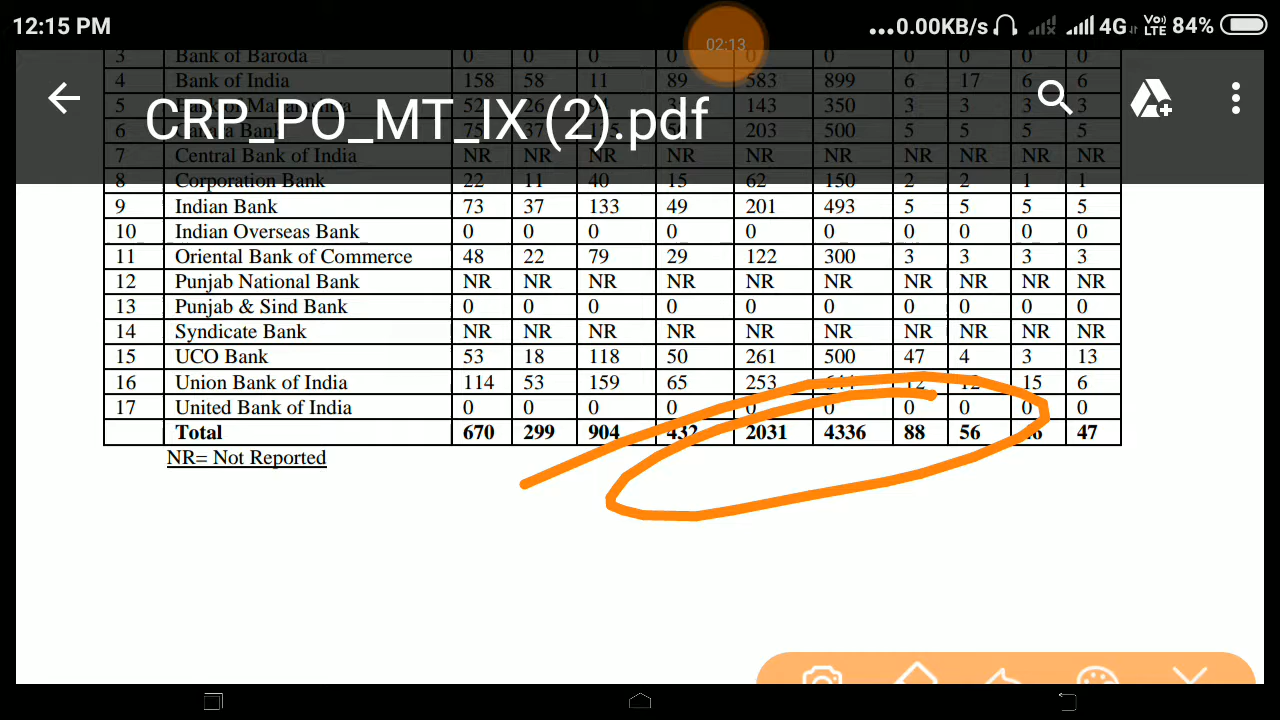 12:15 PM ...0.00KB/s 4G Vo) LTE 84%
02:13
CRP_PO_MT_IX (2).pdf
3 Bank of Baroda 0 0 0 0 0 0 0 0 0 0
4 Bank of India 158 58 11 89 583 899 6 17 6 6
5 143 350 3 3 3 3
6 203 500 5 5 5 5
7 Central Bank of India NR NR NR NR NR NR NR NR NR NR
8 Corporation Bank 22 11 40 15 62 150 2 2 1 1
9 Indian Bank 73 37 133 49 201 493 5 5 5 5
10 Indian Overseas Bank 0 0 0 0 0 0 0 0 0 0
11 Oriental Bank of Commerce 48 22 79 29 122 300 3 3 3 3
12 Punjab National Bank NR NR NR NR NR NR NR NR NR NR
13 Punjab & Sind Bank 0 0 0 0 0 0 0 0 0 0
14 Syndicate Bank NR NR NR NR NR NR NR NR NR NR
15 UCO Bank 53 18 118 50 261 500 47 4 3 13
16 Union Bank of India 114 53 159 65 253 644 12 12 15 6
17 United Bank of India 0 0 0 0 0 0 0 0 0 0
Total 670 299 904 432 2031 4336 88 56 47
NR= Not Reported